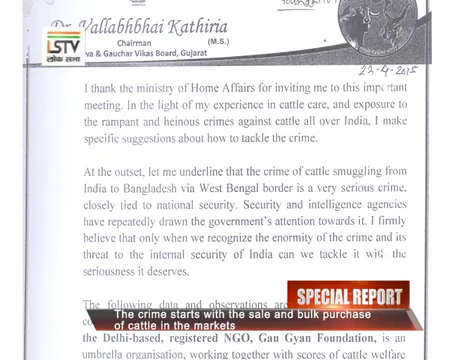 Dr. Vallabhbhai Kathiria
(M.S.)
Chairman
va & Gauchar Vikas Board, Gujarat
LSTV
लोक सभा
22-4-2015
I thank the ministry of Home Affairs for inviting me to this important
meeting. In the light of my experience in cattle care, and exposure to
the rampant and heinous crimes against cattle all over India, I make
specific suggestions about how to tackle the crime.
At the outset, let me underline that the crime of cattle smuggling from
India to Bangladesh via West Bengal border is a very serious crime,
closely tied to national security. Security and intelligence agencies
have repeatedly drawn the government's attention towards it. I firmly
believe that only when we recognize the enormity of the crime and its
threat to the internal security of India can we tackle it with the
seriousness it deserves.
SPECIAL REPORT
The following data and observations are
The crime starts with the sale and bulk purchase
of cattle in the markets
the Delhi-based, registered NGO, Gau Gyan Foundation, is an
umbrella organisation, working together with scores of cattle welfare